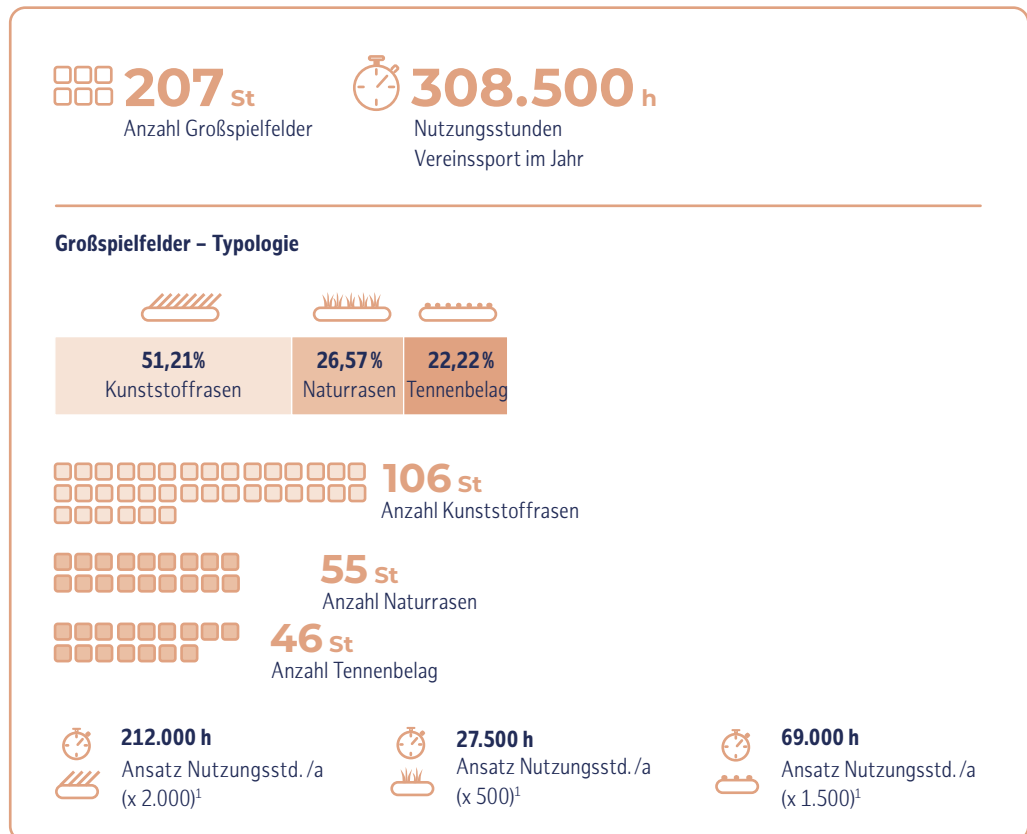 207 St
Anzahl Großspielfelder
308.500 h
Nutzungsstunden
Vereinssport im Jahr
Großspielfelder – Typologie
51,21%
Kunststoffrasen
26,57%
Naturrasen
22,22%
Tennenbelag
106 St
Anzahl Kunststoffrasen
55 St
Anzahl Naturrasen
46 St
Anzahl Tennenbelag
212.000 h
Ansatz Nutzungsstd./a
(x 2.000)¹
27.500 h
Ansatz Nutzungsstd./a
(x 500)¹
69.000 h
Ansatz Nutzungsstd./a
(x 1.500)¹